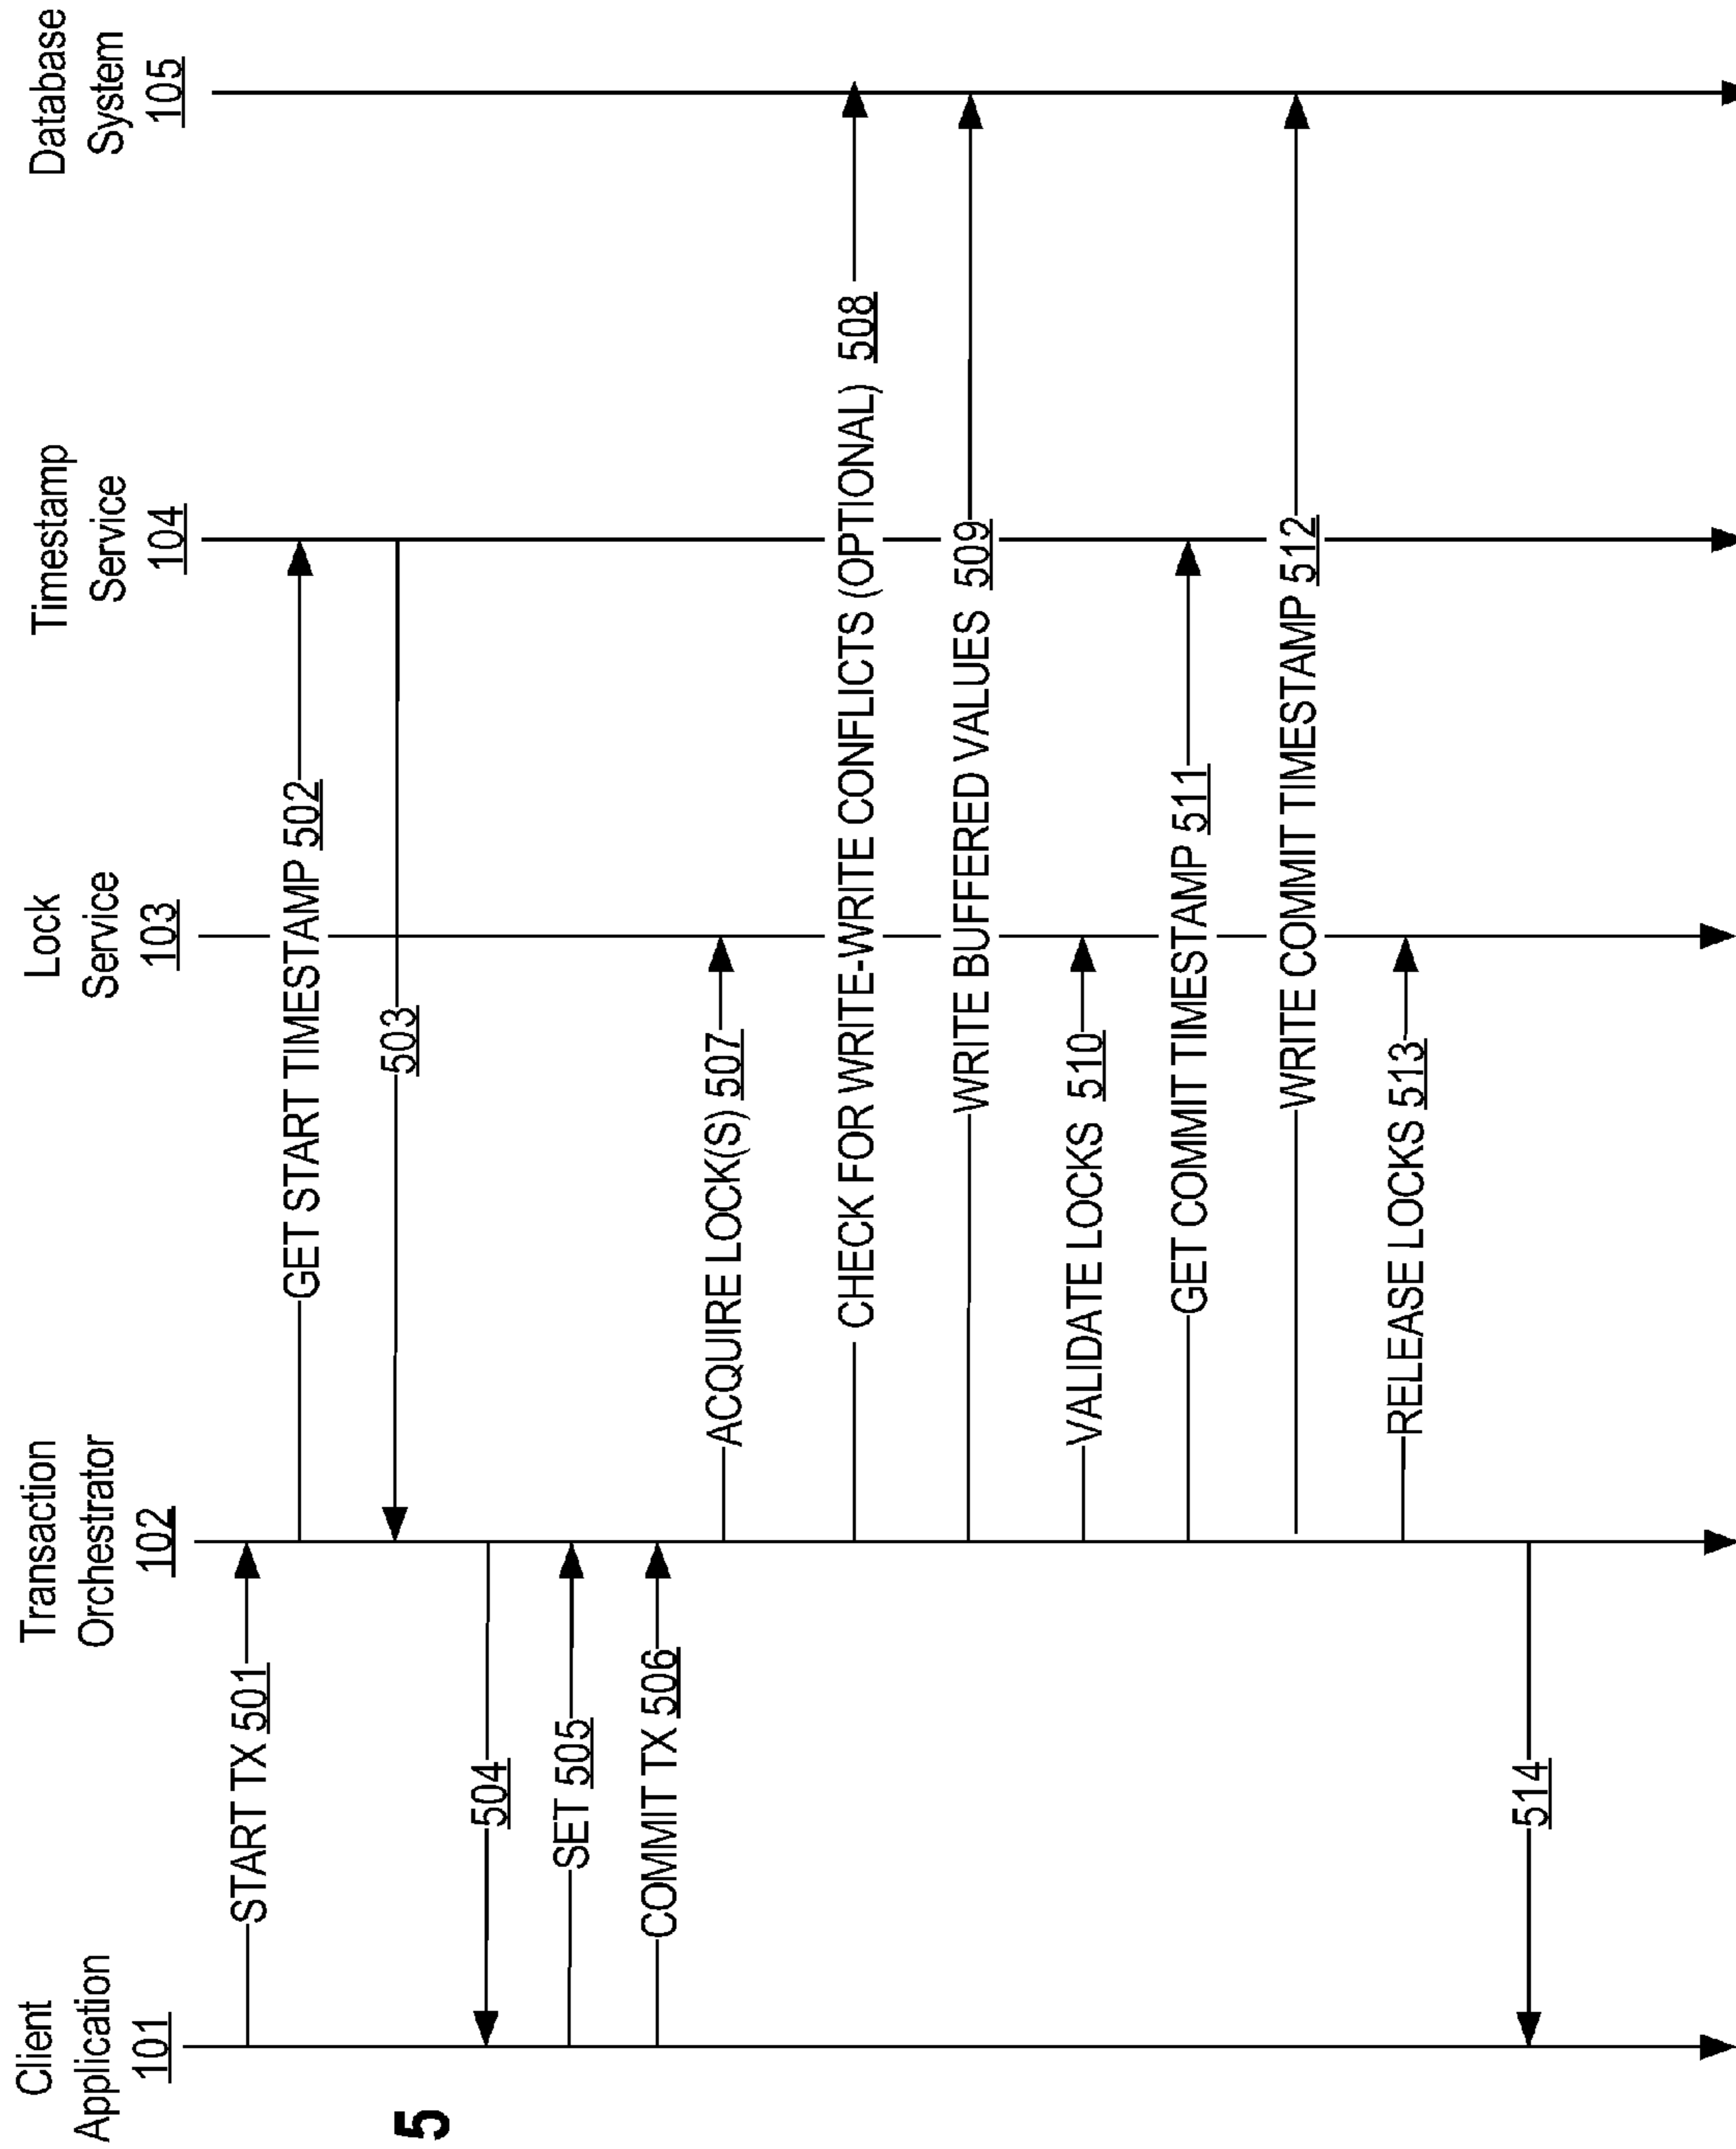 Client
Application
101
Transaction
Orchestrator
102
Lock
Service
103
Timestamp
Service
104
Database
System
105
5
START TX 501
GET START TIMESTAMP 502
503
504
SET 505
COMMIT TX 506
ACQUIRE LOCK(S) 507
CHECK FOR WRITE-WRITE CONFLICTS (OPTIONAL) 508
WRITE BUFFERED VALUES 509
VALIDATE LOCKS 510
GET COMMIT TIMESTAMP 511
WRITE COMMIT TIMESTAMP 512
RELEASE LOCKS 513
514